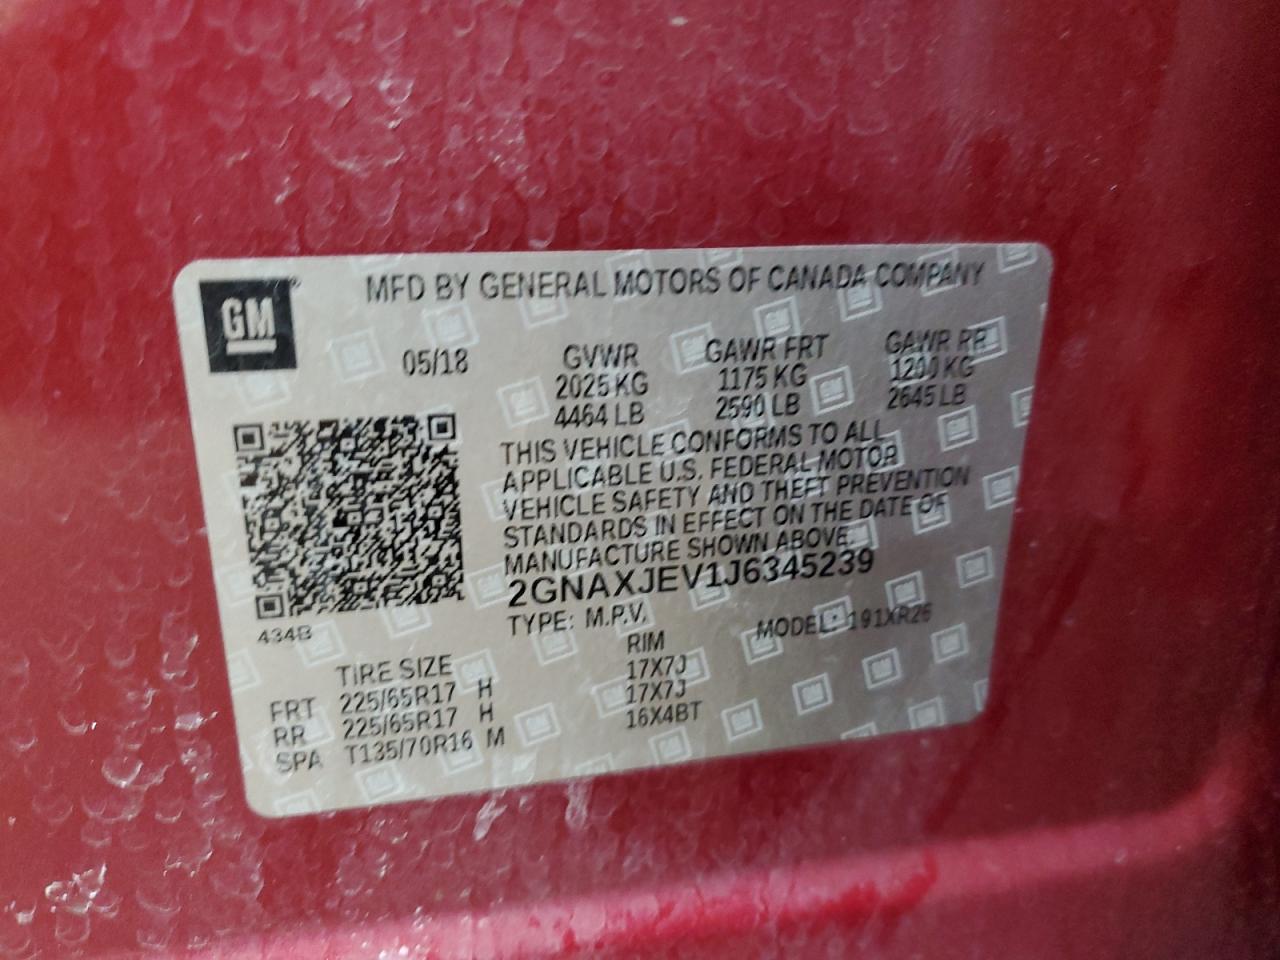 GM
MFD BY GENERAL MOTORS OF CANADA COMPANY
05/18 GVWR GAWR FRT GAWR RR
2025 KG 1175 KG 1200 KG
4464 LB 2590 LB 2645 LB
THIS VEHICLE CONFORMS TO ALL
APPLICABLE U.S. FEDERAL MOTOR
VEHICLE SAFETY AND THEFT PREVENTION
STANDARDS IN EFFECT ON THE DATE OF
MANUFACTURE SHOWN ABOVE.
2GNAXJEV1J6345239
TYPE: M.P.V. MODEL: 191XR26
434B
TIRE SIZE RIM
FRT 225/65R17 H 17X7J
RR 225/65R17 H 17X7J
SPA T135/70R16 M 16X4BT